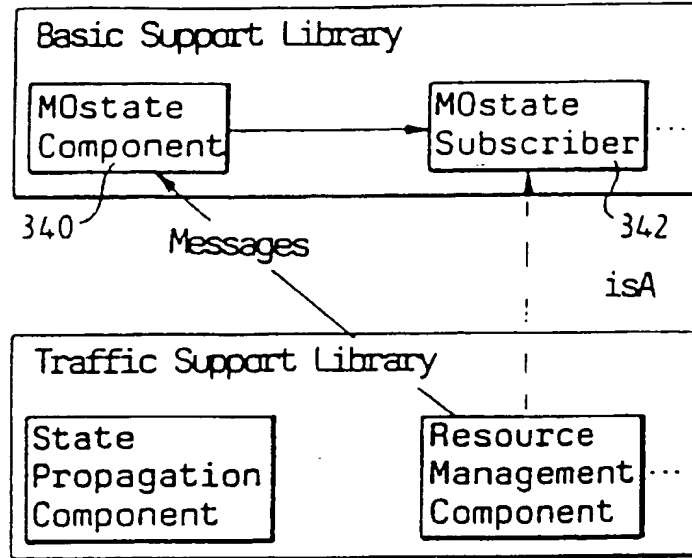 Basic Support Library
MOstate
Component
MOstate
Subscriber
...
340
Messages
342
isA
Traffic Support Library
State
Propagation
Component
Resource
Management
Component
...